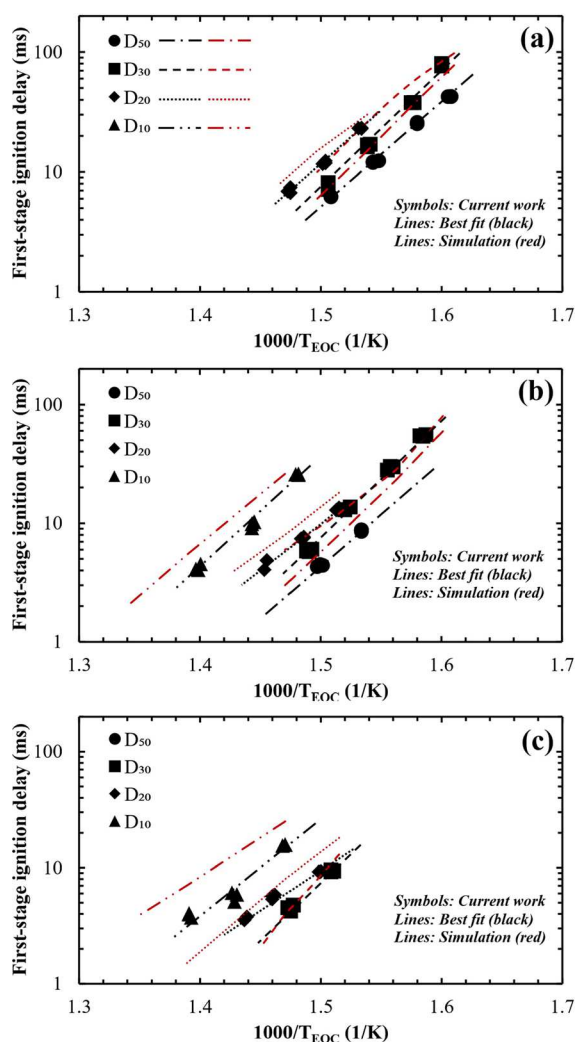 (a)
First-stage ignition delay (ms)
100
10
1
D₅₀
D₃₀
D₂₀
D₁₀
Symbols: Current work
Lines: Best fit (black)
Lines: Simulation (red)
1.3 1.4 1.5 1.6 1.7
1000/T_EOC (1/K)
(b)
First-stage ignition delay (ms)
100
10
1
D₅₀
D₃₀
D₂₀
D₁₀
Symbols: Current work
Lines: Best fit (black)
Lines: Simulation (red)
1.3 1.4 1.5 1.6 1.7
1000/T_EOC (1/K)
(c)
First-stage ignition delay (ms)
100
10
1
D₅₀
D₃₀
D₂₀
D₁₀
Symbols: Current work
Lines: Best fit (black)
Lines: Simulation (red)
1.3 1.4 1.5 1.6 1.7
1000/T_EOC (1/K)